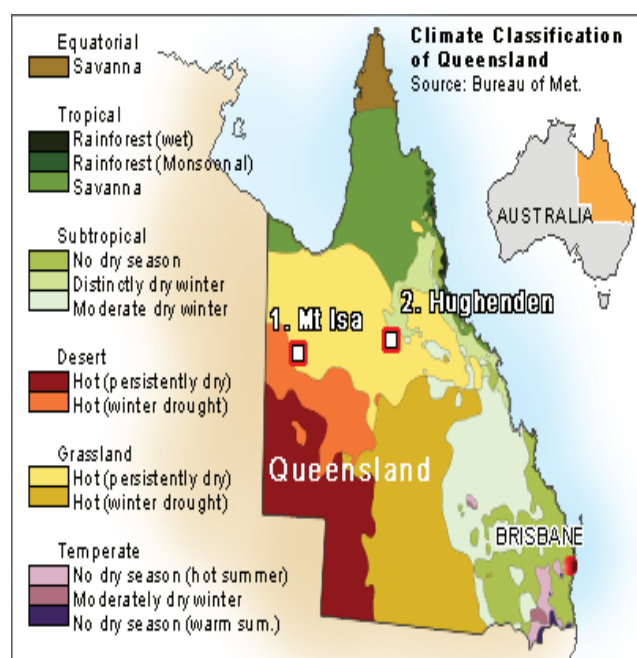 Climate Classification
of Queensland
Source: Bureau of Met.
Equatorial
Savanna
Tropical
Rainforest (wet)
Rainforest (Monsoonal)
Savanna
Subtropical
No dry season
Distinctly dry winter
Moderate dry winter
Desert
Hot (persistently dry)
Hot (winter drought)
Grassland
Hot (persistently dry)
Hot (winter drought)
Temperate
No dry season (hot summer)
Moderately dry winter
No dry season (warm sum.)
AUSTRALIA
1. Mt Isa
2. Hughenden
Queensland
BRISBANE